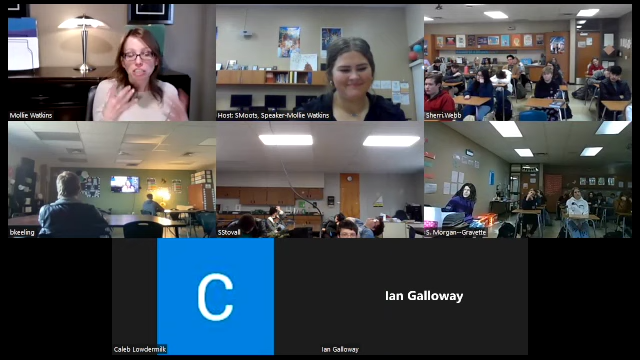 Mollie Watkins
Host: SMoots, Speaker-Mollie Watkins
Sherri.Webb
bkeeling
SStovall
S. Morgan--Gravette
C
Ian Galloway
Caleb Lowdermilk
Ian Galloway